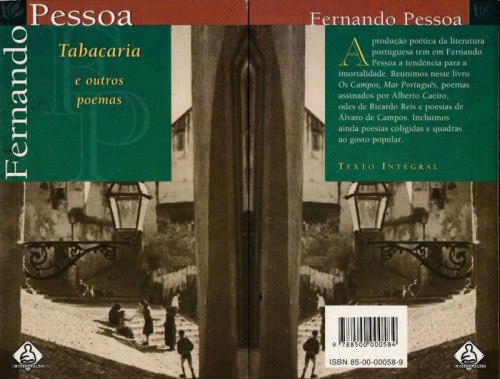 Fernando
Pessoa
Tabacaria
e outros
poemas
Fernando Pessoa
A produção poética da literatura
portuguesa tem em Fernando
Pessoa a tendência para a
imortalidade. Reunimos neste livro
Os Campos, Mar Português, poemas
assinados por Alberto Caeiro,
odes de Ricardo Reis e poesias de
Álvaro de Campos. Incluímos
ainda poesias coligidas e quadras
ao gosto popular.
TEXTO INTEGRAL
9 788500 000584
ISBN 85-00-00058-9